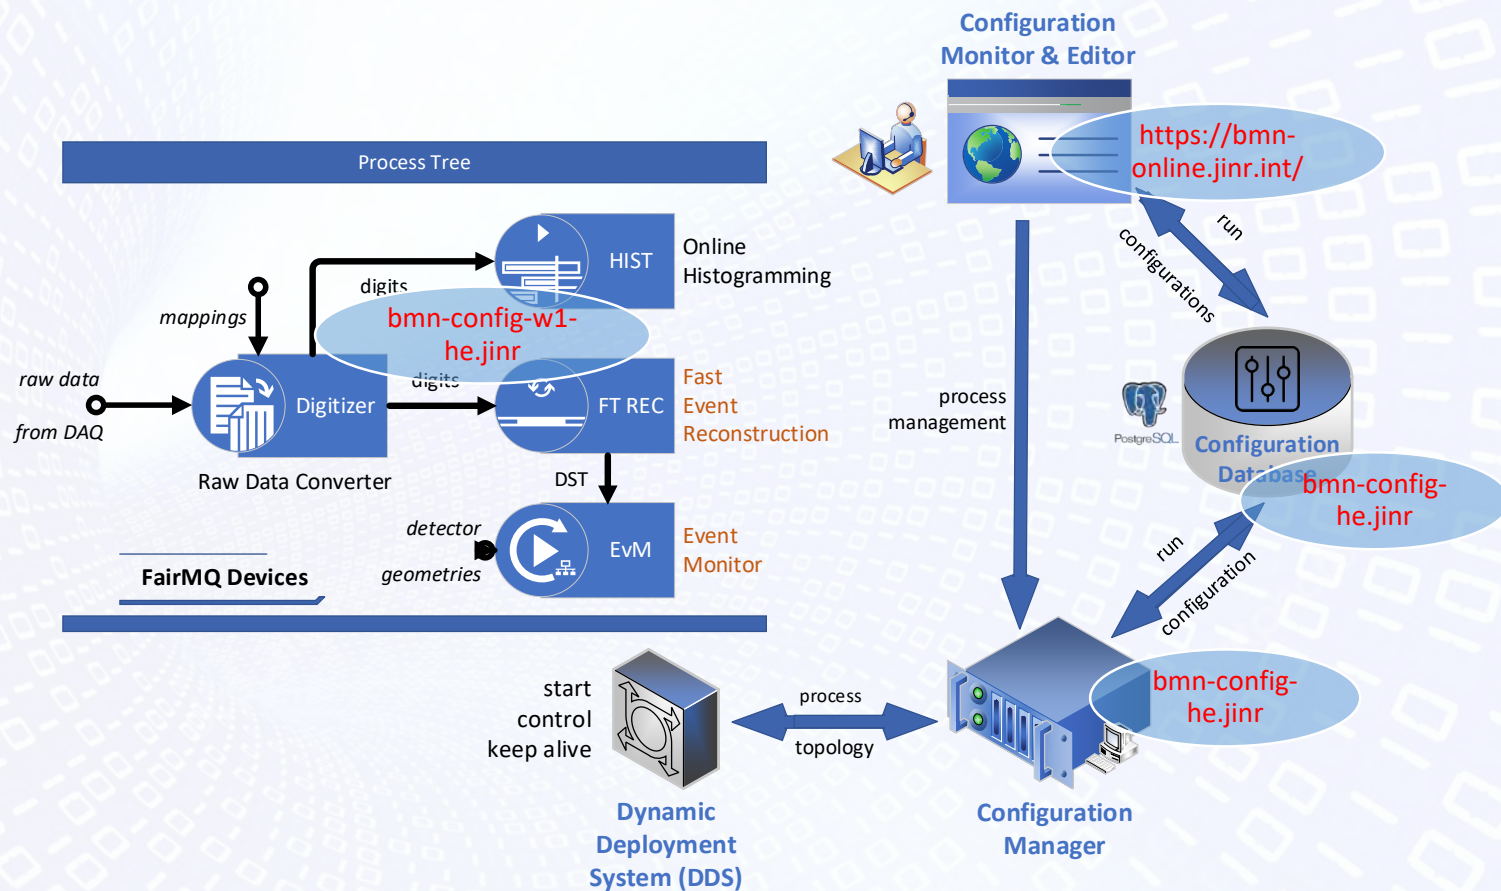 Configuration
Monitor & Editor
https://bmn-
online.jinr.int/
Process Tree
HIST
Online
Histogramming
digits
mappings
bmn-config-w1-
he.jinr
raw data
from DAQ
Digitizer
digits
FT REC
Fast
Event
Reconstruction
Raw Data Converter
DST
detector
geometries
EvM
Event
Monitor
FairMQ Devices
run
configurations
process
management
PostgreSQL
Configuration
Database
bmn-config-
he.jinr
run
configuration
start
control
keep alive
process
topology
bmn-config-
he.jinr
Dynamic
Deployment
System (DDS)
Configuration
Manager